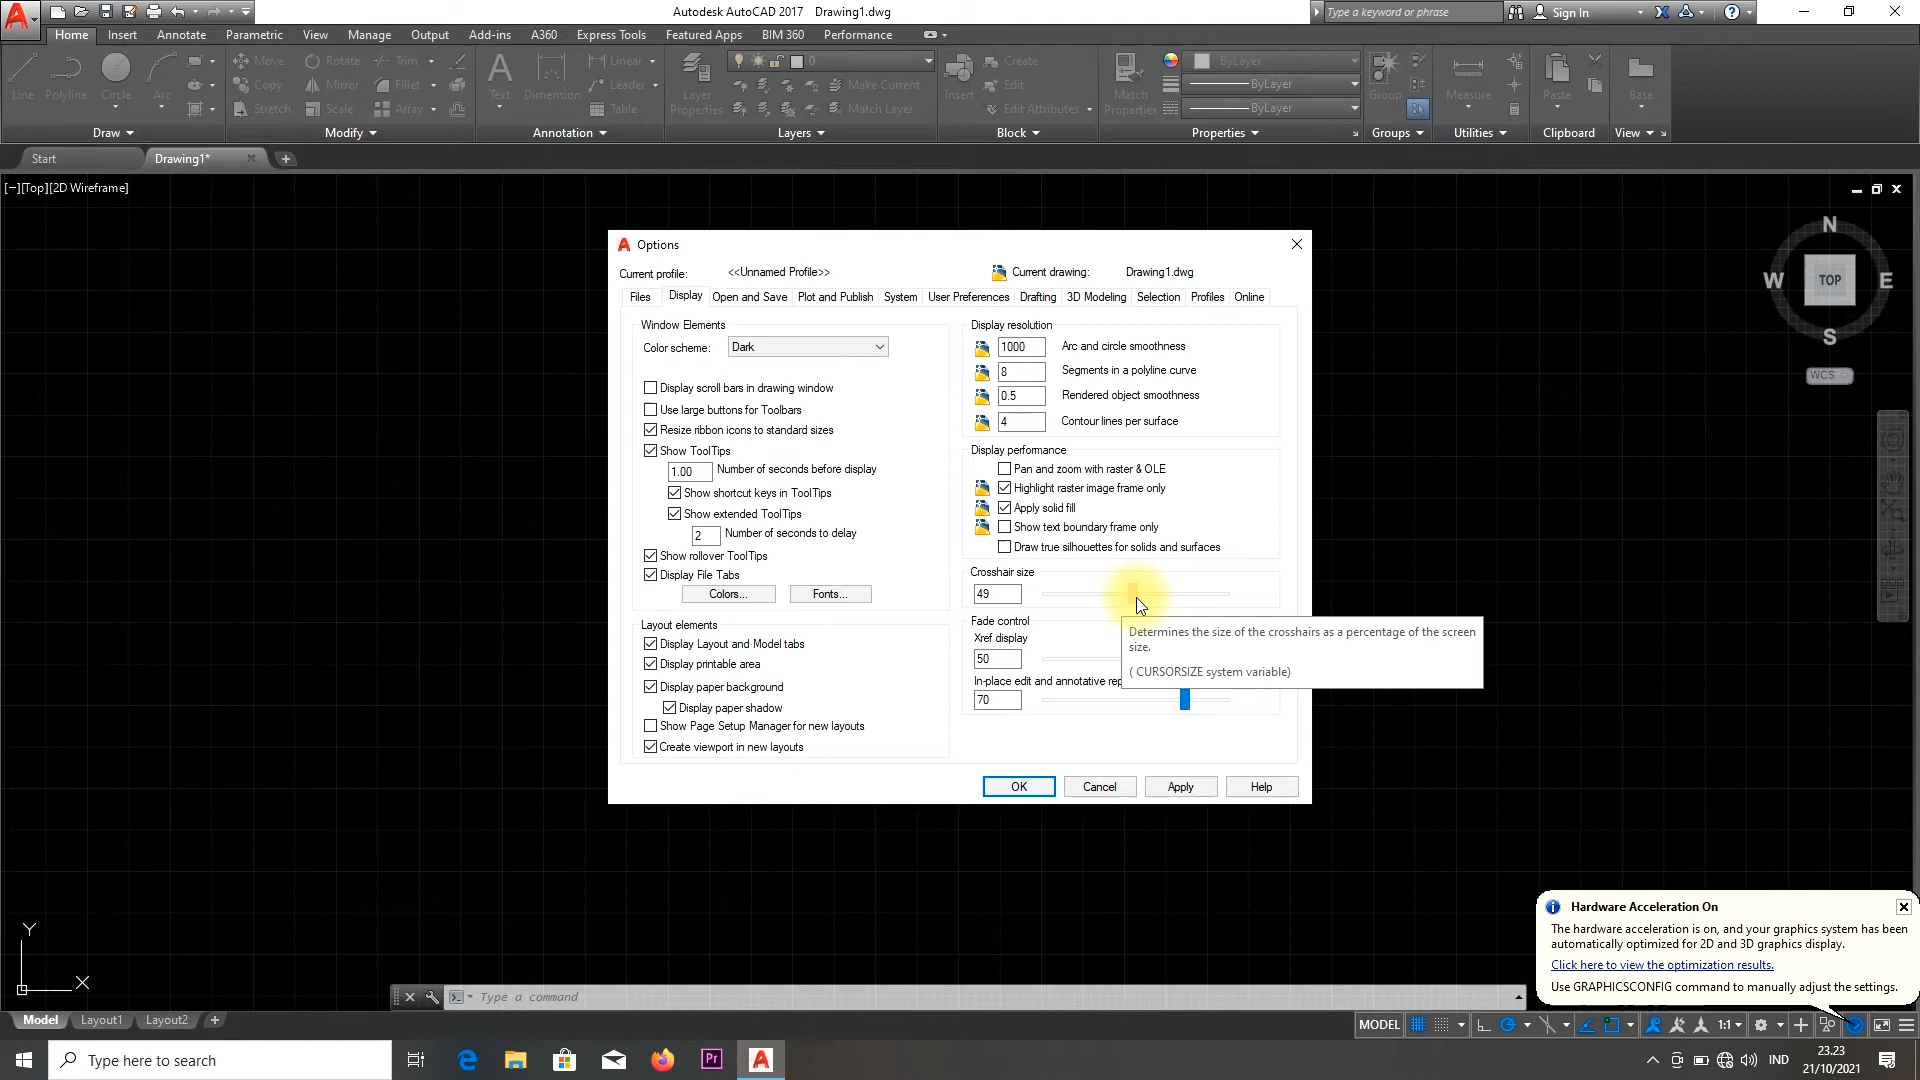 Autodesk AutoCAD 2017 Drawing1.dwg
Type a keyword or phrase
Sign In
Home Insert Annotate Parametric View Manage Output Add-ins A360 Express Tools Featured Apps BIM 360 Performance
Line Polyline Circle Arc
Move Rotate Trim
Copy Mirror Fillet
Stretch Scale Array
Text Dimension
Linear
Leader
Table
Layer Properties
0
Make Current
Match Layer
Insert
Create
Edit
Edit Attributes
Match Properties
ByLayer
ByLayer
ByLayer
Group Measure Paste Base
Draw Modify Annotation Layers Block Properties Groups Utilities Clipboard View
Start Drawing1*
[−][Top][2D Wireframe]
N
W TOP E
S
WCS
Options
Current profile: <<Unnamed Profile>> Current drawing: Drawing1.dwg
Files Display Open and Save Plot and Publish System User Preferences Drafting 3D Modeling Selection Profiles Online
Window Elements
Color scheme: Dark
Display scroll bars in drawing window
Use large buttons for Toolbars
Resize ribbon icons to standard sizes
Show ToolTips
1.00 Number of seconds before display
Show shortcut keys in ToolTips
Show extended ToolTips
2 Number of seconds to delay
Show rollover ToolTips
Display File Tabs
Colors... Fonts...
Layout elements
Display Layout and Model tabs
Display printable area
Display paper background
Display paper shadow
Show Page Setup Manager for new layouts
Create viewport in new layouts
Display resolution
1000 Arc and circle smoothness
8 Segments in a polyline curve
0.5 Rendered object smoothness
4 Contour lines per surface
Display performance
Pan and zoom with raster & OLE
Highlight raster image frame only
Apply solid fill
Show text boundary frame only
Draw true silhouettes for solids and surfaces
Crosshair size
49
Fade control
Xref display
50
In-place edit and annotative rep
70
Determines the size of the crosshairs as a percentage of the screen
size.
( CURSORSIZE system variable)
OK Cancel Apply Help
Y
X
Hardware Acceleration On
The hardware acceleration is on, and your graphics system has been
automatically optimized for 2D and 3D graphics display.
Click here to view the optimization results.
Use GRAPHICSCONFIG command to manually adjust the settings.
Type a command
Model Layout1 Layout2
MODEL 1:1
Type here to search
Pr
IND
23.23
21/10/2021